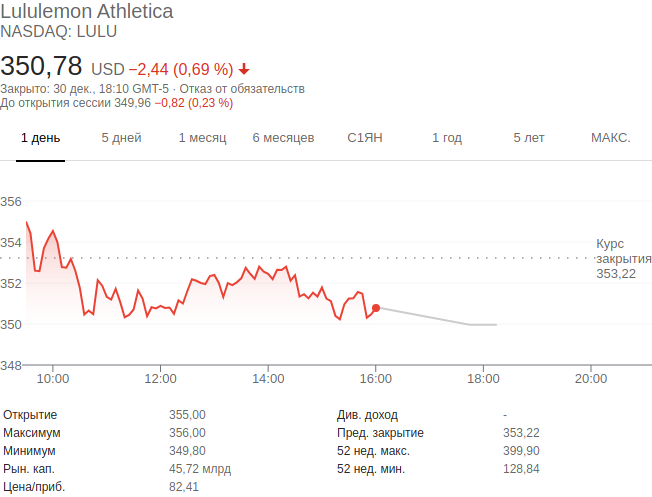 Lululemon Athletica
NASDAQ: LULU
350,78 USD −2,44 (0,69 %)
Закрыто: 30 дек., 18:10 GMT-5 · Отказ от обязательств
До открытия сессии 349,96 −0,82 (0,23 %)
1 день 5 дней 1 месяц 6 месяцев С1ЯН 1 год 5 лет МАКС.
356
354
Курс
закрытия
353,22
352
350
348
10:00 12:00 14:00 16:00 18:00 20:00
Открытие 355,00 Див. доход -
Максимум 356,00 Пред. закрытие 353,22
Минимум 349,80 52 нед. макс. 399,90
Рын. кап. 45,72 млрд 52 нед. мин. 128,84
Цена/приб. 82,41